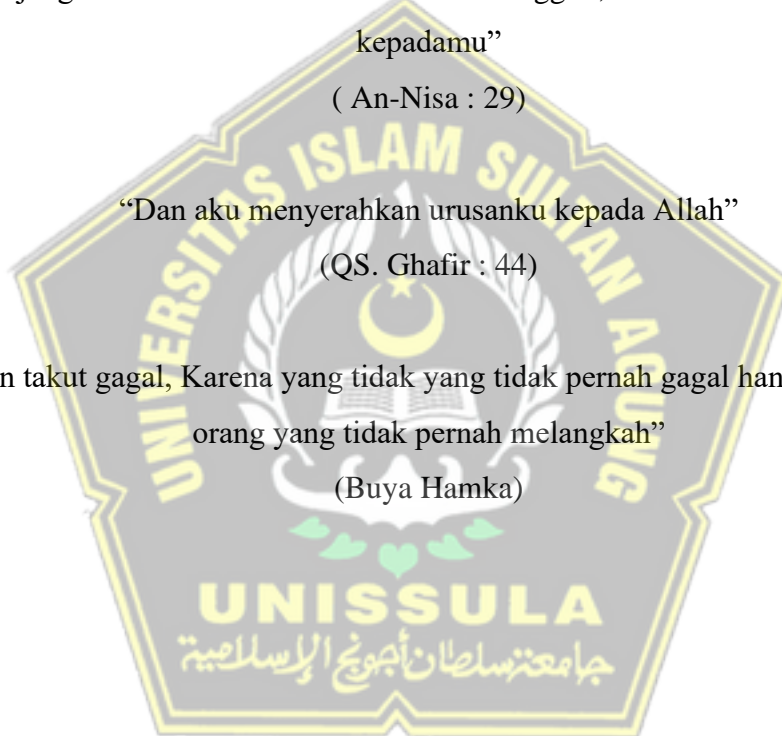 kepadamu”
( An-Nisa : 29)
“Dan aku menyerahkan urusanku kepada Allah”
(QS. Ghafir : 44)
n takut gagal, Karena yang tidak yang tidak pernah gagal han
orang yang tidak pernah melangkah”
(Buya Hamka)
UNIVERSITAS ISLAM SULTAN AGUNG
UNISSULA
جامعة سلطان أجونج الإسلامية